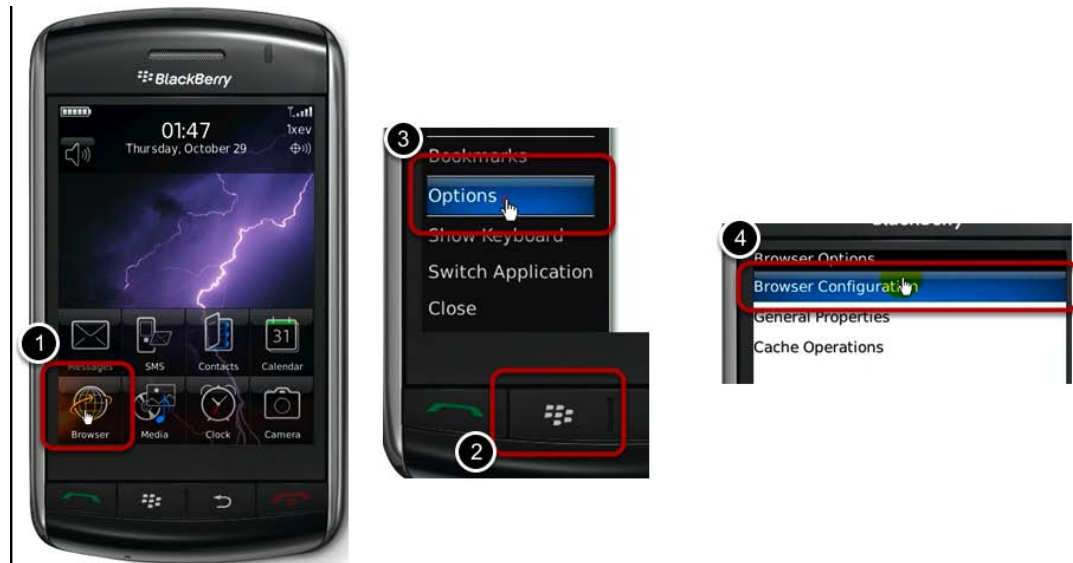 BlackBerry
01:47
1xev
Thursday, October 29
31
Messages
SMS
Contacts
Calendar
Browser
Media
Clock
Camera
1
3
Bookmarks
Options
Show Keyboard
Switch Application
Close
2
4
BlackBerry
Browser Options
Browser Configuration
General Properties
Cache Operations